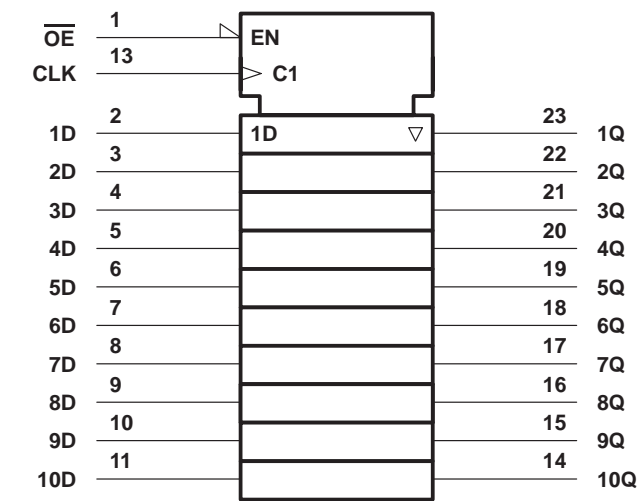 O̅E̅ 1 EN
CLK 13 C1
1D 2 1D 23 1Q
2D 3 22 2Q
3D 4 21 3Q
4D 5 20 4Q
5D 6 19 5Q
6D 7 18 6Q
7D 8 17 7Q
8D 9 16 8Q
9D 10 15 9Q
10D 11 14 10Q